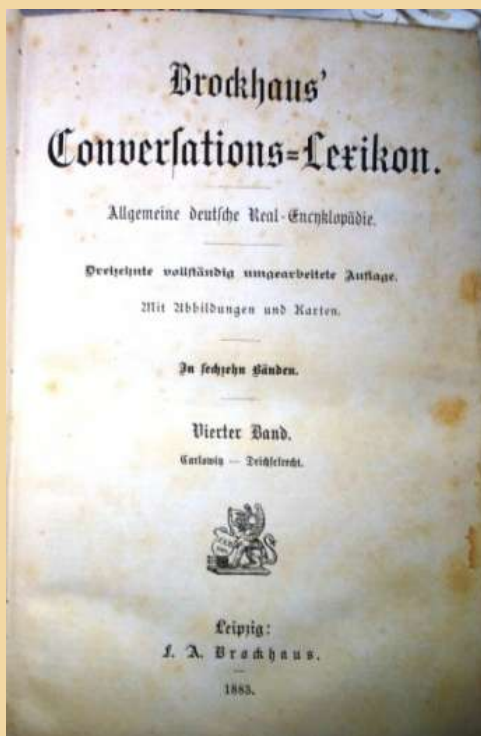 Brockhaus'
Conversations=Lexikon.
Allgemeine deutsche Real-Encyklopädie.
Dreizehnte vollständig umgearbeitete Auflage.
Mit Abbildungen und Karten.
In sechzehn Bänden.
Vierter Band.
Carlowitz — Deichselrecht.
Leipzig:
F. A. Brockhaus.
1883.